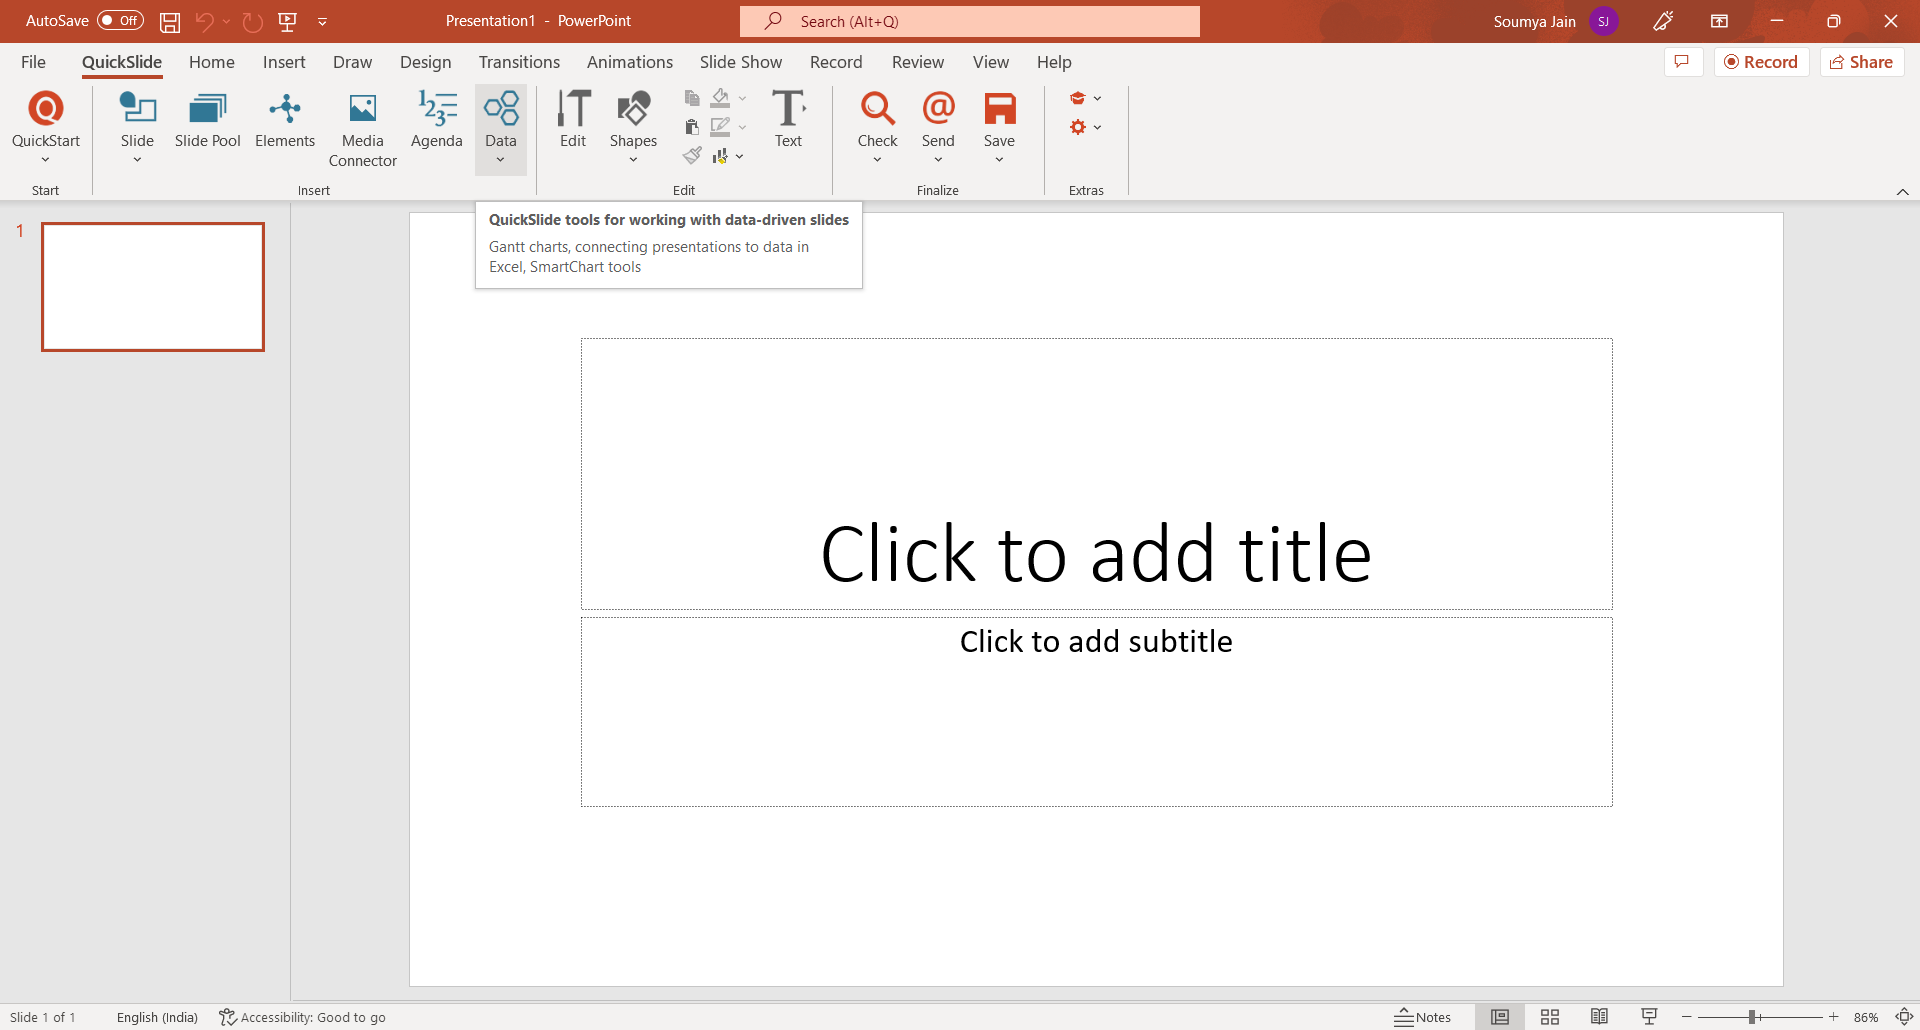 AutoSave Off
Presentation1 - PowerPoint
Search (Alt+Q)
Soumya Jain SJ
File QuickSlide Home Insert Draw Design Transitions Animations Slide Show Record Review View Help
Record Share
QuickStart Slide Slide Pool Elements Media Connector Agenda Data Edit Shapes Text Check Send Save
Start Insert Edit Finalize Extras
QuickSlide tools for working with data-driven slides
Gantt charts, connecting presentations to data in
Excel, SmartChart tools
1
Click to add title
Click to add subtitle
Slide 1 of 1 English (India) Accessibility: Good to go Notes 86%